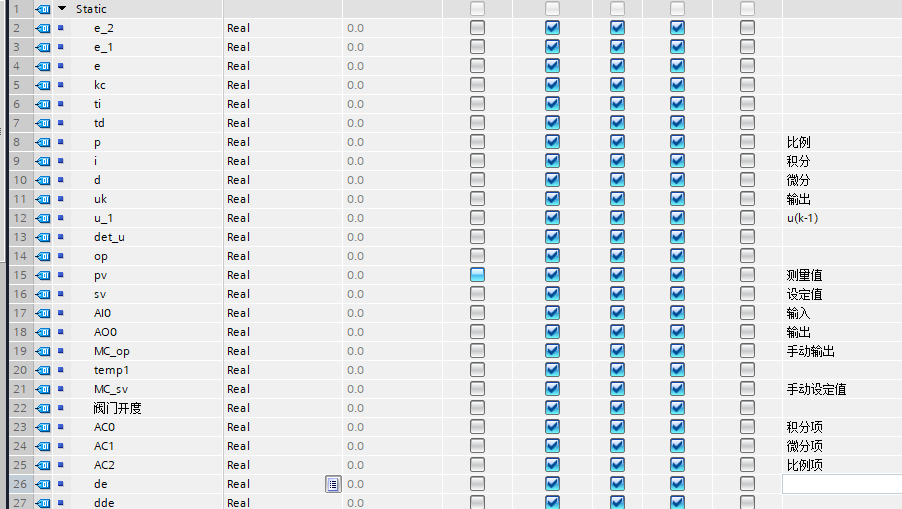 1 Static
2 e_2 Real 0.0
3 e_1 Real 0.0
4 e Real 0.0
5 kc Real 0.0
6 ti Real 0.0
7 td Real 0.0
8 p Real 0.0 比例
9 i Real 0.0 积分
10 d Real 0.0 微分
11 uk Real 0.0 输出
12 u_1 Real 0.0 u(k-1)
13 det_u Real 0.0
14 op Real 0.0
15 pv Real 0.0 测量值
16 sv Real 0.0 设定值
17 AI0 Real 0.0 输入
18 AO0 Real 0.0 输出
19 MC_op Real 0.0 手动输出
20 temp1 Real 0.0
21 MC_sv Real 0.0 手动设定值
22 阀门开度 Real 0.0
23 AC0 Real 0.0 积分项
24 AC1 Real 0.0 微分项
25 AC2 Real 0.0 比例项
26 de Real 0.0
27 dde Real 0.0